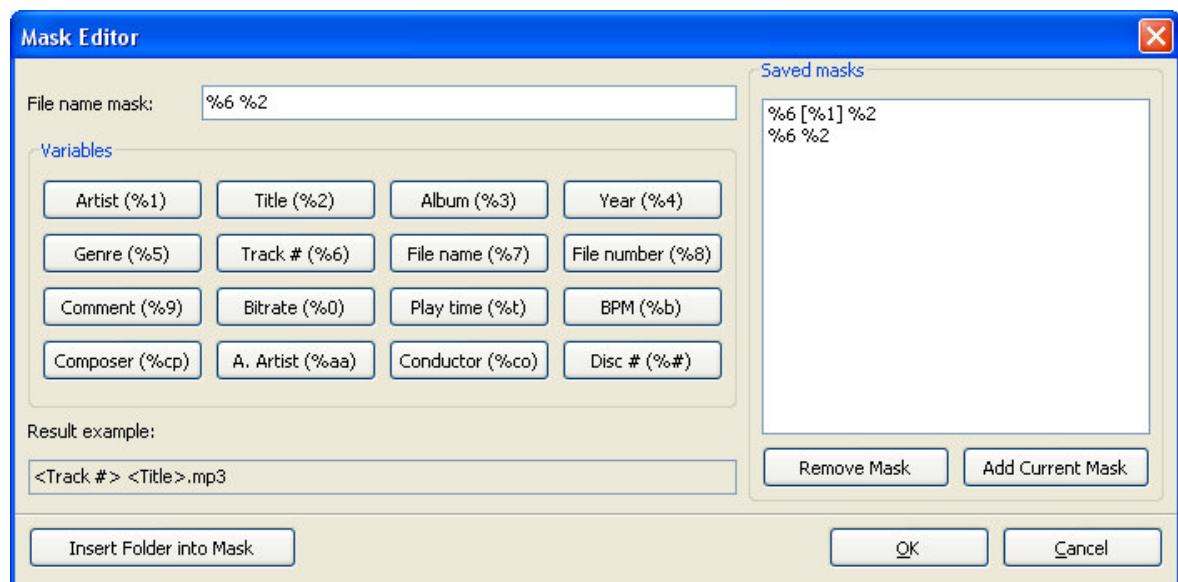 Mask Editor
File name mask:
%6 %2
Variables
Artist (%1)
Title (%2)
Album (%3)
Year (%4)
Genre (%5)
Track # (%6)
File name (%7)
File number (%8)
Comment (%9)
Bitrate (%0)
Play time (%t)
BPM (%b)
Composer (%cp)
A. Artist (%aa)
Conductor (%co)
Disc # (%#)
Result example:
<Track #> <Title>.mp3
Saved masks
%6 [%1] %2
%6 %2
Remove Mask
Add Current Mask
Insert Folder into Mask
OK
Cancel